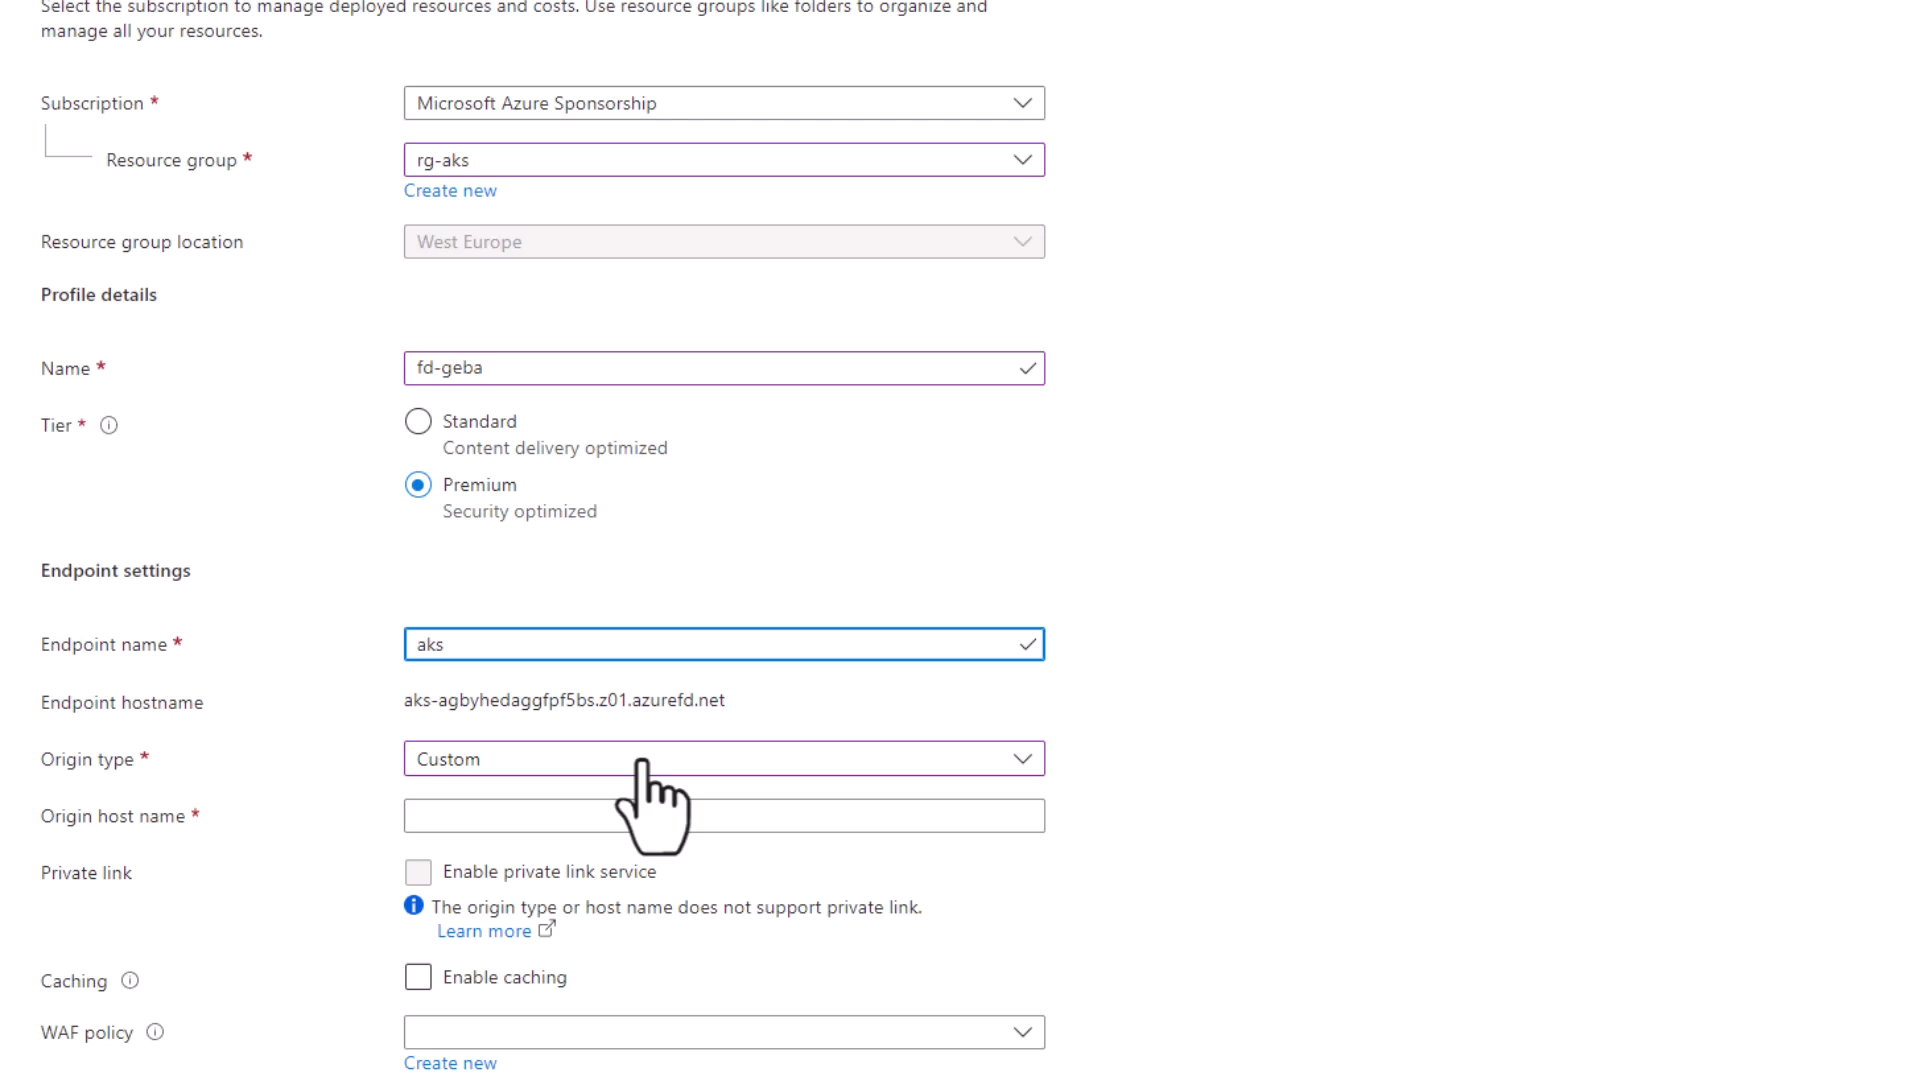 Select the subscription to manage deployed resources and costs. Use resource groups like folders to organize and
manage all your resources.
Subscription *
Microsoft Azure Sponsorship
Resource group *
rg-aks
Create new
Resource group location
West Europe
Profile details
Name *
fd-geba
Tier *
Standard
Content delivery optimized
Premium
Security optimized
Endpoint settings
Endpoint name *
aks
Endpoint hostname
aks-agbyhedaggfpf5bs.z01.azurefd.net
Origin type *
Custom
Origin host name *
Private link
Enable private link service
The origin type or host name does not support private link.
Learn more
Caching
Enable caching
WAF policy
Create new